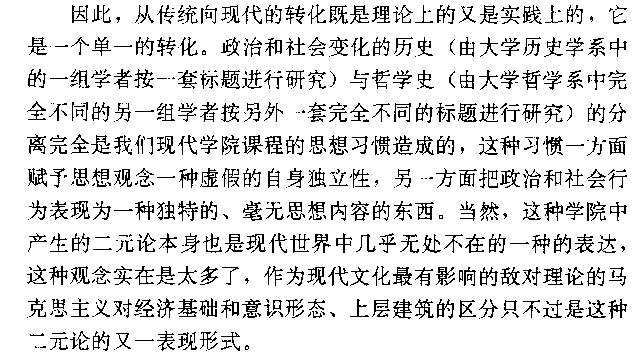 因此，从传统向现代的转化既是理论上的又是实践上的，它
是一个单一的转化。政治和社会变化的历史（由大学历史学系中
的一组学者按一套标题进行研究）与哲学史（由大学哲学系中完
全不同的另一组学者按另外一套完全不同的标题进行研究）的分
离完全是我们现代学院课程的思想习惯造成的，这种习惯一方面
赋予思想观念一种虚假的自身独立性，另一方面把政治和社会行
为表现为一种独特的、毫无思想内容的东西。当然，这种学院中
产生的二元论本身也是现代世界中几乎无处不在的一种的表达，
这种观念实在是太多了，作为现代文化最有影响的敌对理论的马
克思主义对经济基础和意识形态、上层建筑的区分只不过是这种
二元论的又一表现形式。